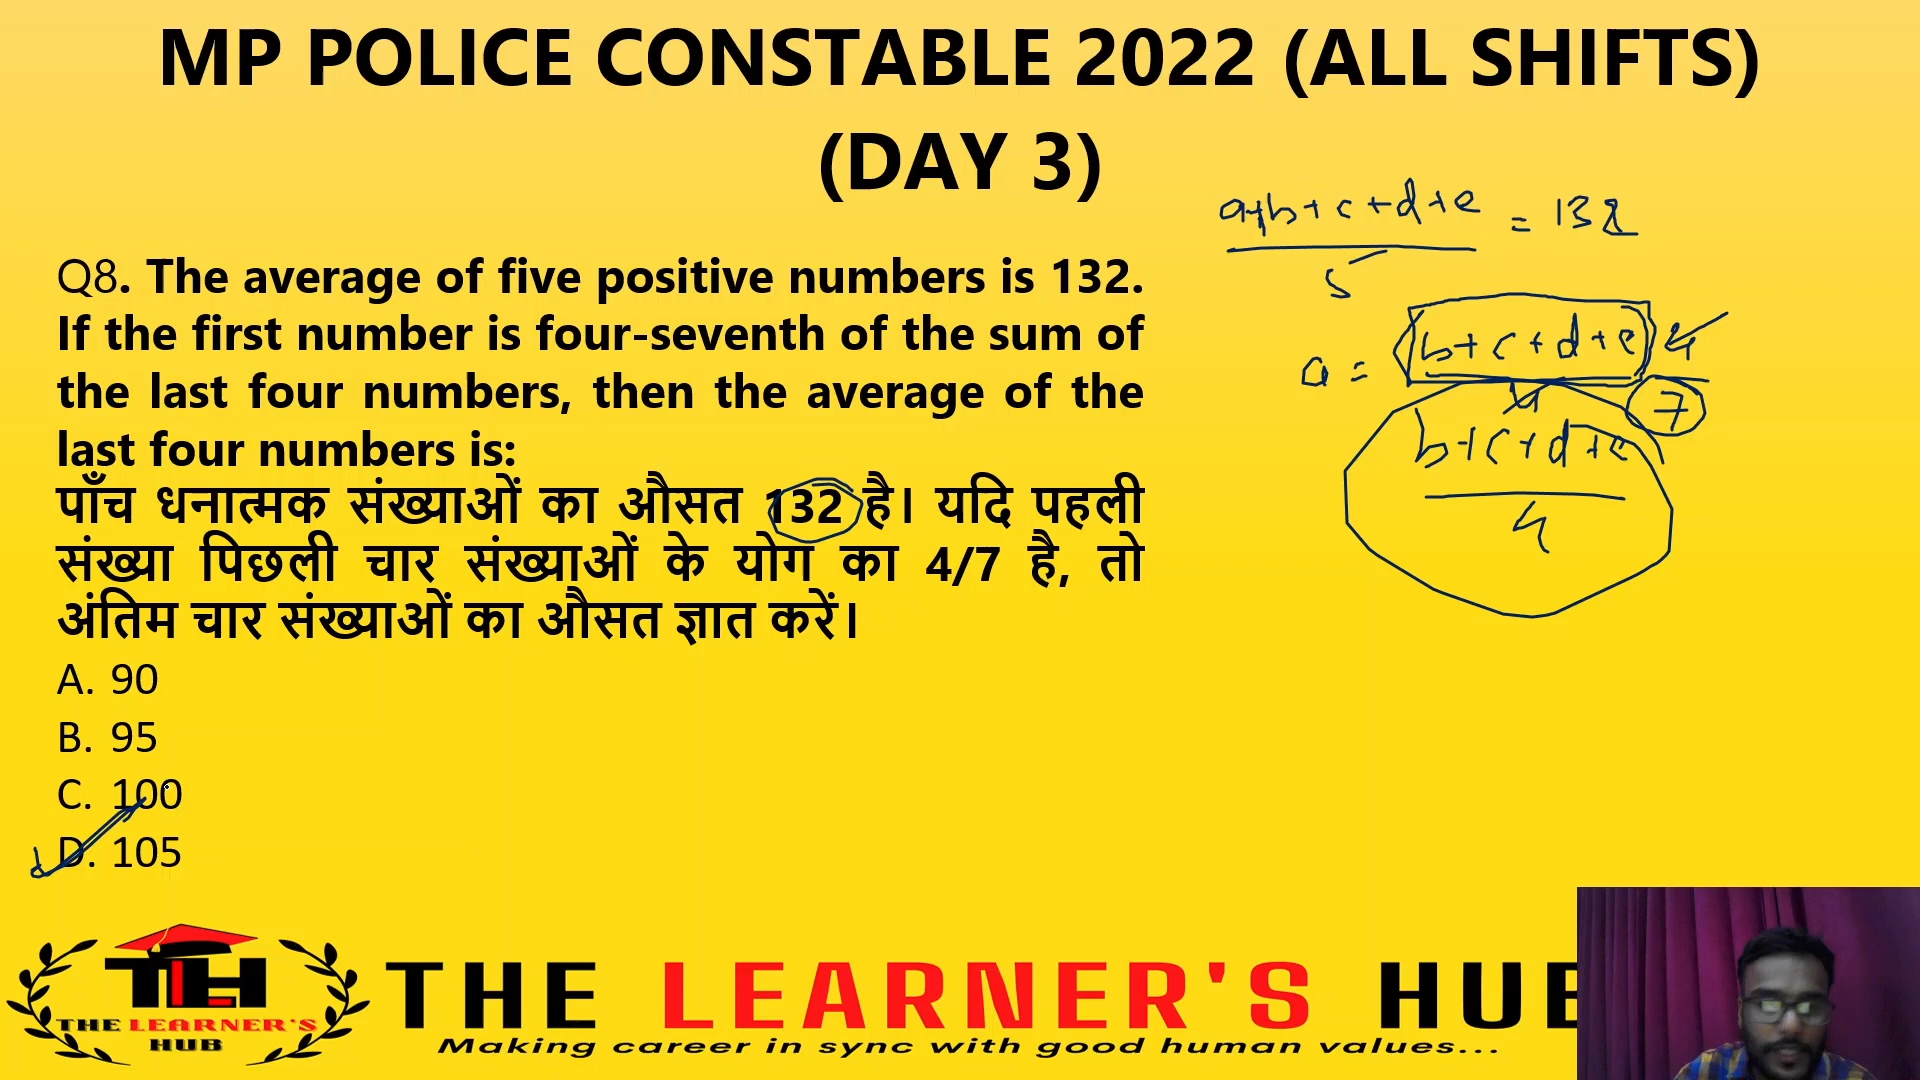 MP POLICE CONSTABLE 2022 (ALL SHIFTS)
(DAY 3)
Q8. The average of five positive numbers is 132.
If the first number is four-seventh of the sum of
the last four numbers, then the average of the
last four numbers is:
पाँच धनात्मक संख्याओं का औसत 132 है। यदि पहली
संख्या पिछली चार संख्याओं के योग का 4/7 है, तो
अंतिम चार संख्याओं का औसत ज्ञात करें।
A. 90
B. 95
C. 100
D. 105
a+b+c+d+e = 132
5
a = (b+c+d+e) 4
7
b+c+d+e
4
TLH
THE LEARNER'S
HUB
THE LEARNER'S HUB
Making career in sync with good human values...